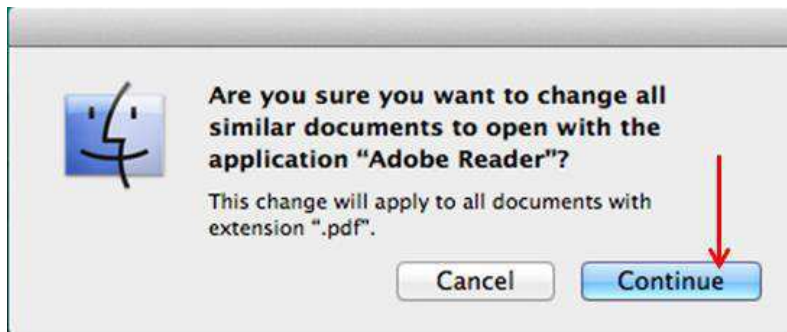 Are you sure you want to change all
similar documents to open with the
application “Adobe Reader”?
This change will apply to all documents with
extension “.pdf”.
Cancel Continue